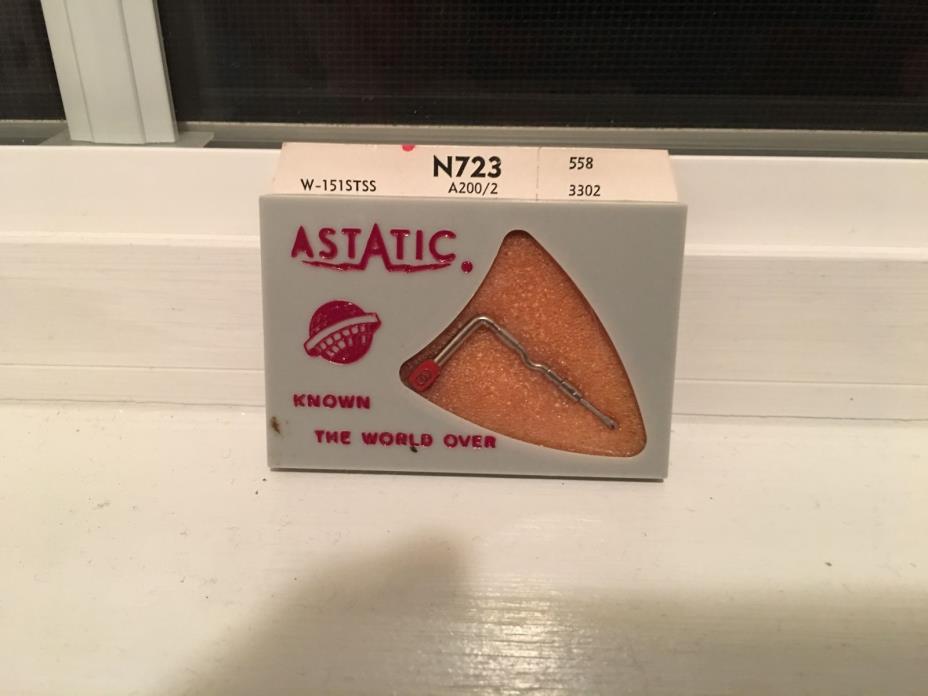 N723 558
W-151STSS A200/2 3302
ASTATIC.
KNOWN
THE WORLD OVER